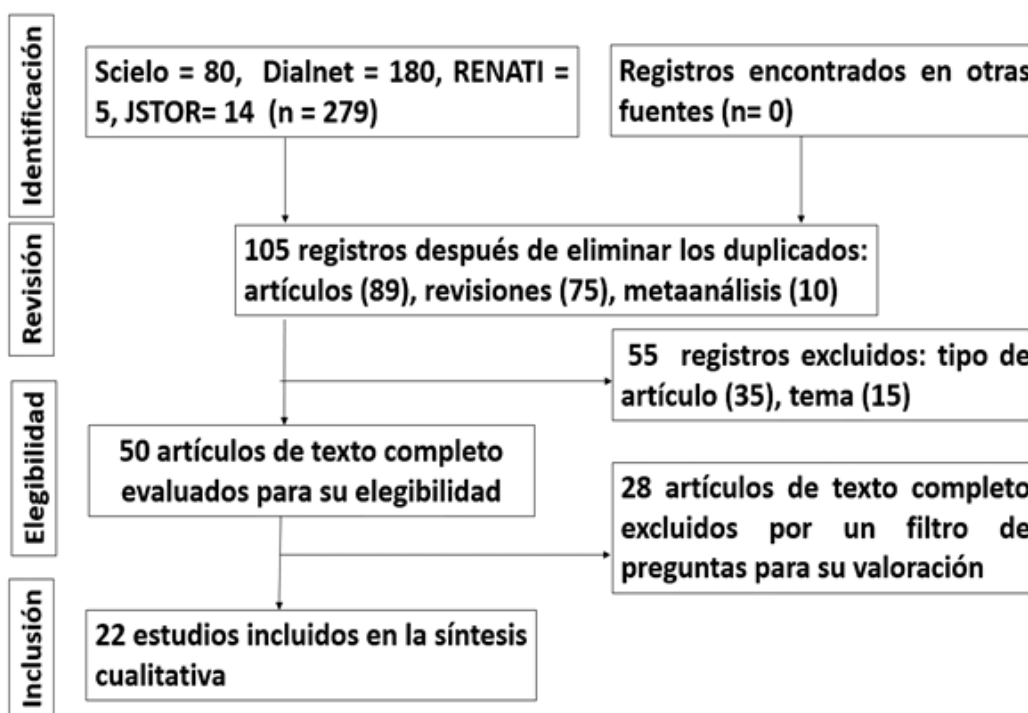 Identificación
Scielo = 80, Dialnet = 180, RENATI =
5, JSTOR= 14 (n = 279)
Registros encontrados en otras
fuentes (n= 0)
Revisión
105 registros después de eliminar los duplicados:
artículos (89), revisiones (75), metaanálisis (10)
55 registros excluidos: tipo de
artículo (35), tema (15)
Elegibilidad
50 artículos de texto completo
evaluados para su elegibilidad
28 artículos de texto completo
excluidos por un filtro de
preguntas para su valoración
Inclusión
22 estudios incluidos en la síntesis
cualitativa